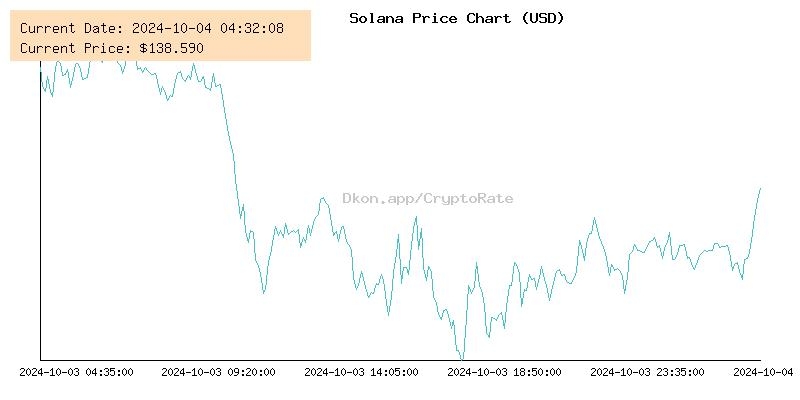 Solana Price Chart (USD)
Current Date: 2024-10-04 04:32:08
Current Price: $138.590
Dkon.app/CryptoRate
2024-10-03 04:35:00 2024-10-03 09:20:00 2024-10-03 14:05:00 2024-10-03 18:50:00 2024-10-03 23:35:00 2024-10-04